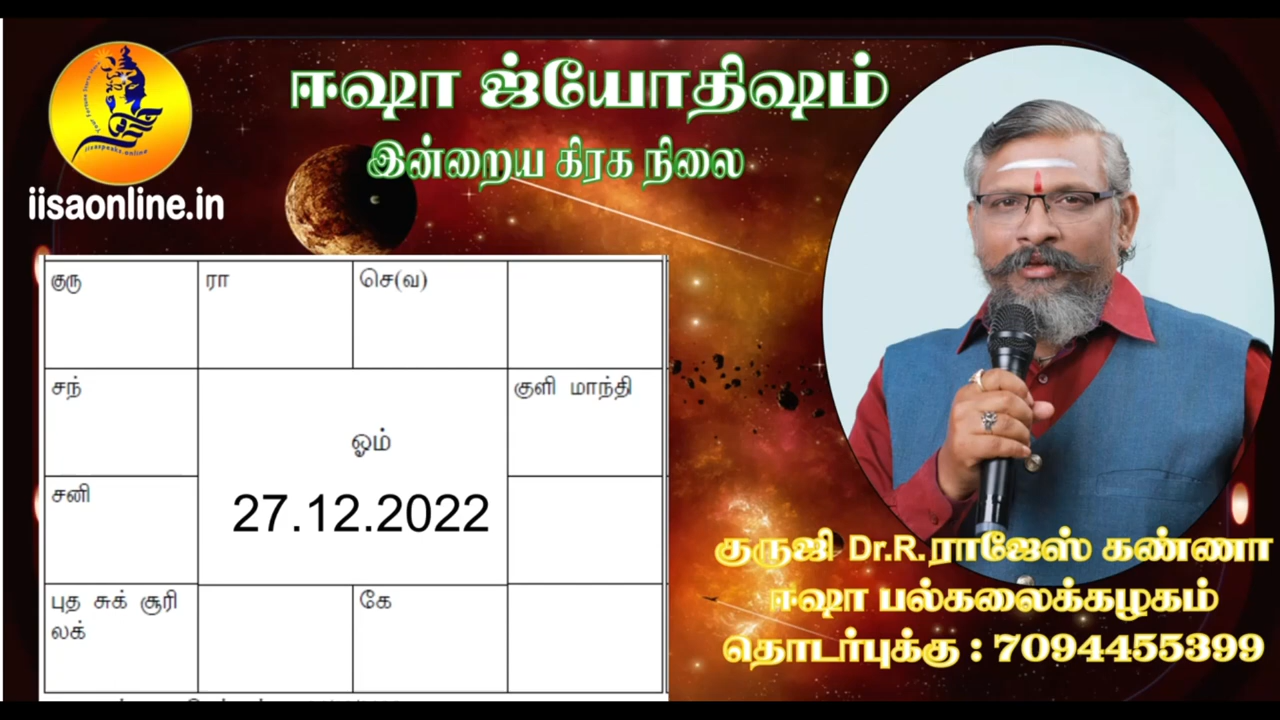 ஈஷா ஜ்யோதிஷம்
இன்றைய கிரக நிலை
iisaonline.in
குரு
ரா
செ(வ)
சந்
குளி மாந்தி
ஓம்
சனி
27.12.2022
புத சுக் சூரி
லக்
கே
குருஜி Dr.R.ராஜேஸ் கண்ணா
ஈஷா பல்கலைக்கழகம்
தொடர்புக்கு : 7094455399